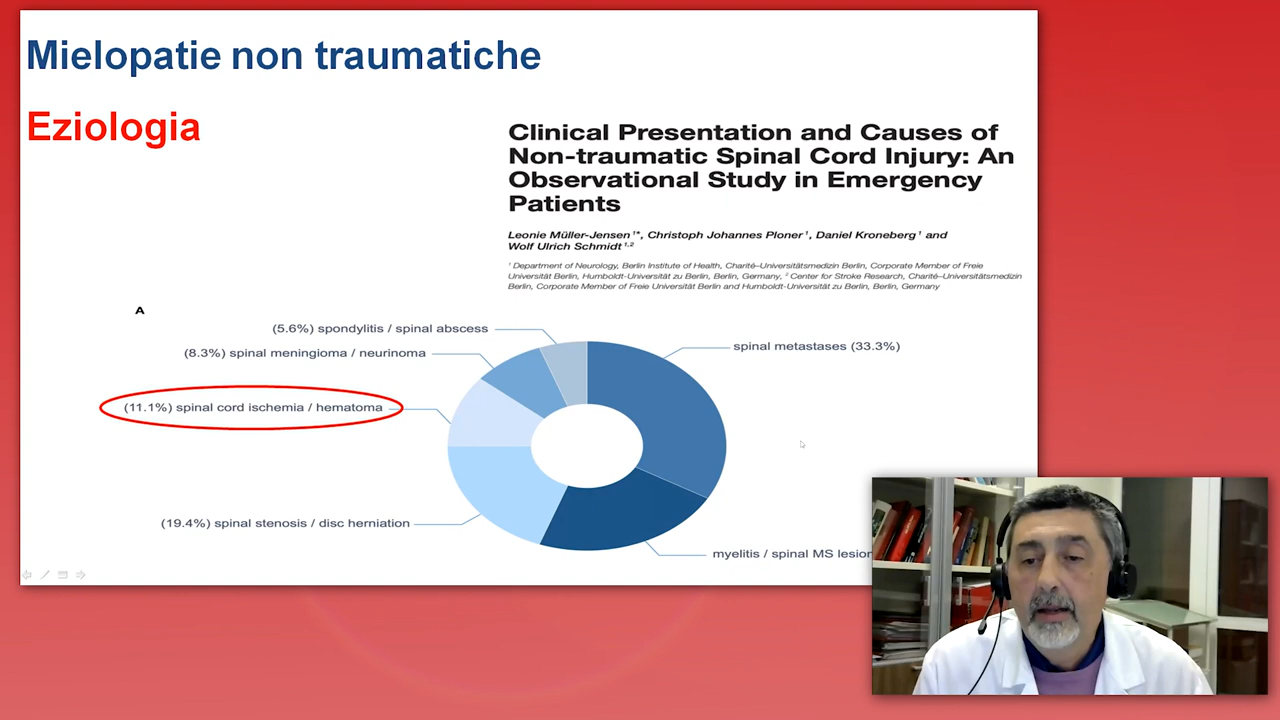 Mielopatie non traumatiche
Eziologia
Clinical Presentation and Causes of
Non-traumatic Spinal Cord Injury: An
Observational Study in Emergency
Patients
Leonie Müller-Jensen 1*, Christoph Johannes Ploner 1, Daniel Kroneberg 1 and
Wolf Ulrich Schmidt 1,2
1 Department of Neurology, Berlin Institute of Health, Charité–Universitätsmedizin Berlin, Corporate Member of Freie
Universität Berlin, Humboldt-Universität zu Berlin, Berlin, Germany, 2 Center for Stroke Research, Charité–Universitätsmedizin
Berlin, Corporate Member of Freie Universität Berlin and Humboldt-Universität zu Berlin, Berlin, Germany
A
(5.6%) spondylitis / spinal abscess
spinal metastases (33.3%)
(8.3%) spinal meningioma / neurinoma
(11.1%) spinal cord ischemia / hematoma
(19.4%) spinal stenosis / disc herniation
myelitis / spinal MS lesion